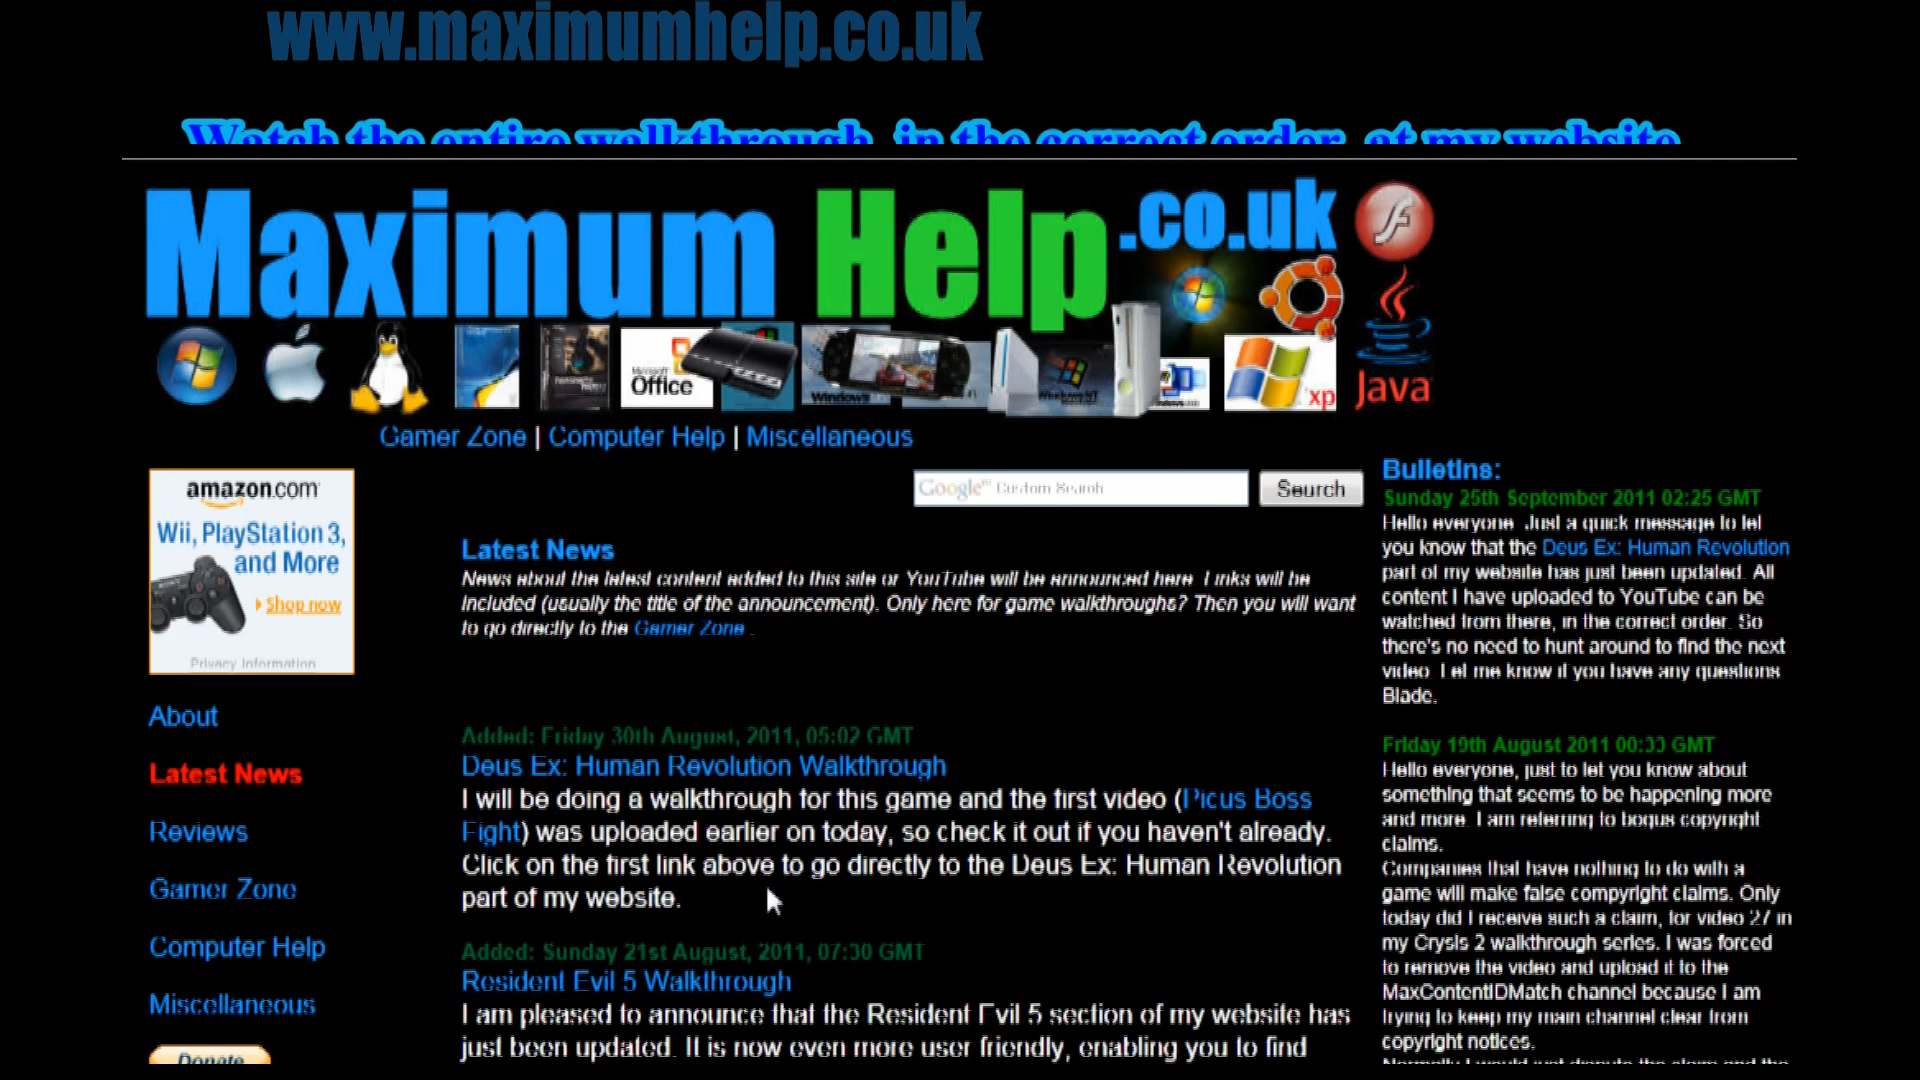 www.maximumhelp.co.uk
Watch the entire walkthrough, in the correct order, at my website
Maximum Help .co.uk
Microsoft
Office
Windows
xp
Java
Gamer Zone | Computer Help | Miscellaneous
amazon.com
Wii, PlayStation 3,
and More
Shop now
Privacy Information
Google™ Custom Search
Search
Latest News
News about the latest content added to this site or YouTube will be announced here. Links will be
included (usually the title of the announcement). Only here for game walkthroughs? Then you will want
to go directly to the Gamer Zone .
About
Latest News
Reviews
Gamer Zone
Computer Help
Miscellaneous
Donate
Added: Friday 30th August, 2011, 05:02 GMT
Deus Ex: Human Revolution Walkthrough
I will be doing a walkthrough for this game and the first video (Picus Boss
Fight) was uploaded earlier on today, so check it out if you haven't already.
Click on the first link above to go directly to the Deus Ex: Human Revolution
part of my website.
Added: Sunday 21st August, 2011, 07:30 GMT
Resident Evil 5 Walkthrough
I am pleased to announce that the Resident Evil 5 section of my website has
just been updated. It is now even more user friendly, enabling you to find
Bulletins:
Sunday 25th September 2011 02:25 GMT
Hello everyone. Just a quick message to let
you know that the Deus Ex: Human Revolution
part of my website has just been updated. All
content I have uploaded to YouTube can be
watched from there, in the correct order. So
there's no need to hunt around to find the next
video. Let me know if you have any questions
Blade.
Friday 19th August 2011 00:33 GMT
Hello everyone, just to let you know about
something that seems to be happening more
and more. I am referring to bogus copyright
claims.
Companies that have nothing to do with a
game will make false compyright claims. Only
today did I receive such a claim, for video 27 in
my Crysis 2 walkthrough series. I was forced
to remove the video and upload it to the
MaxContentIDMatch channel because I am
trying to keep my main channel clear from
copyright notices.
Normally I would just dispute the claim and the